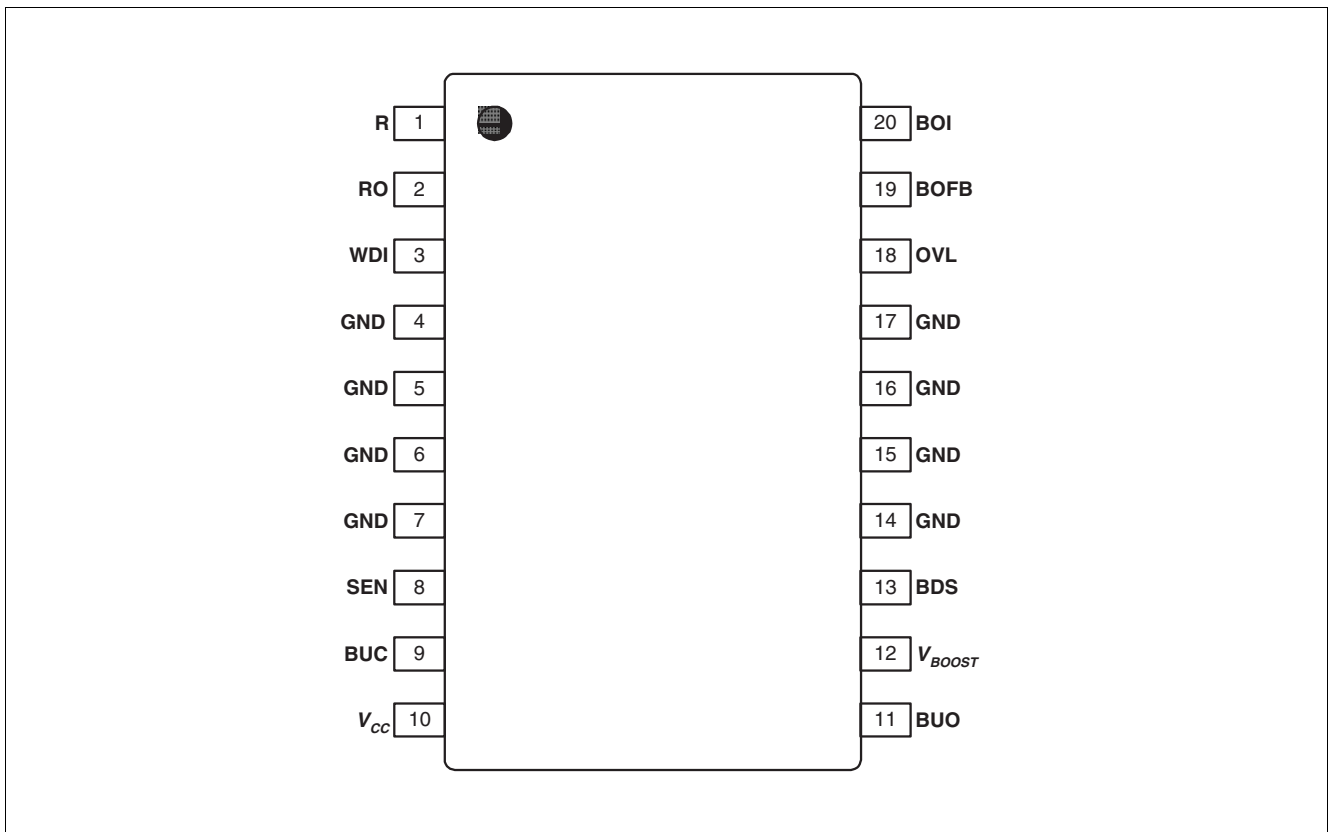 R 1 20 BOI
RO 2 19 BOFB
WDI 3 18 OVL
GND 4 17 GND
GND 5 16 GND
GND 6 15 GND
GND 7 14 GND
SEN 8 13 BDS
BUC 9 12 VBOOST
VCC 10 11 BUO